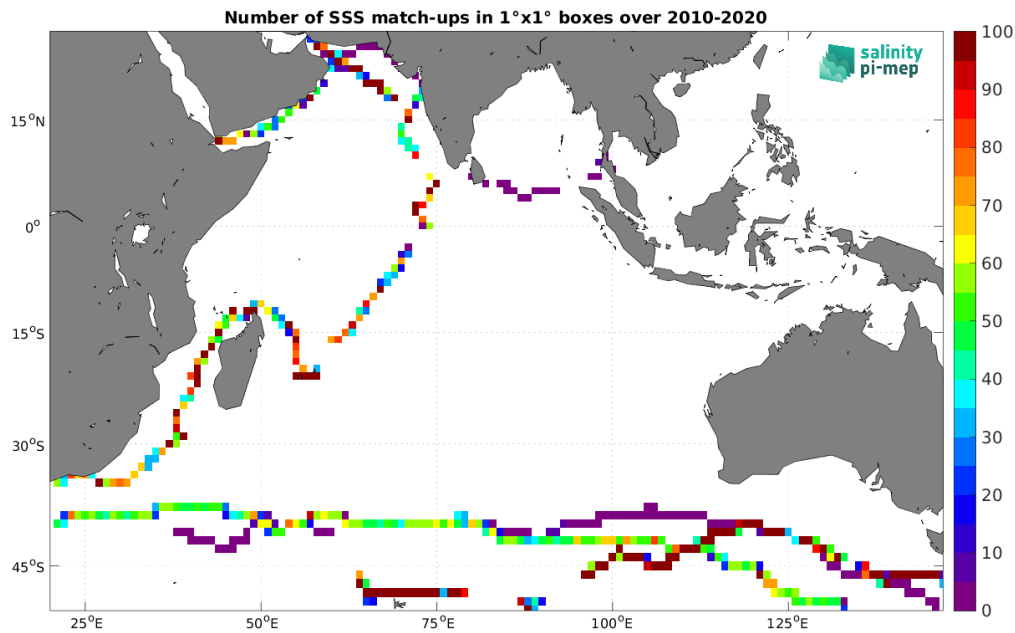 Number of SSS match-ups in 1°x1° boxes over 2010-2020
salinity
pi-mep
15°N
0°
15°S
30°S
45°S
25°E
50°E
75°E
100°E
125°E
100
90
80
70
60
50
40
30
20
10
0